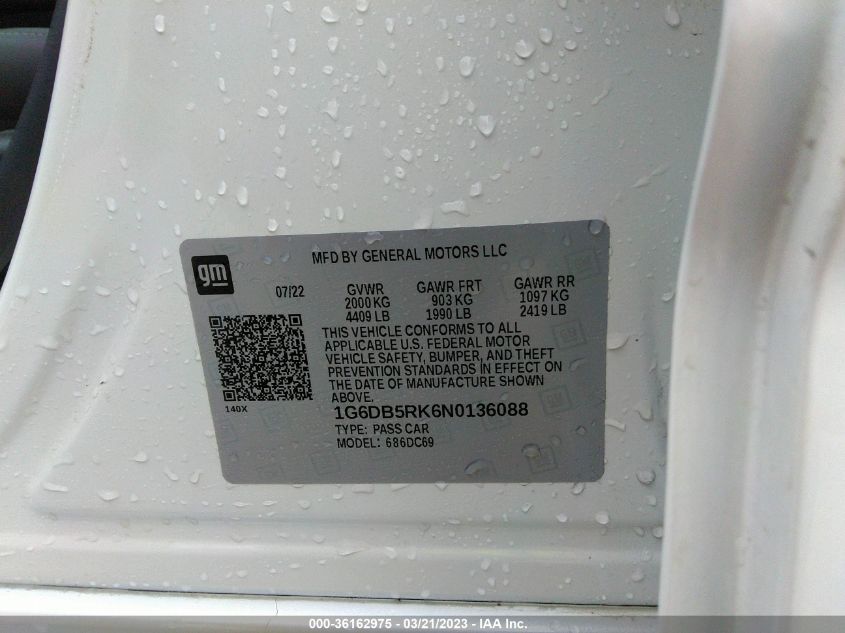 gm
MFD BY GENERAL MOTORS LLC
07/22
GVWR GAWR FRT GAWR RR
2000 KG 903 KG 1097 KG
4409 LB 1990 LB 2419 LB
THIS VEHICLE CONFORMS TO ALL
APPLICABLE U.S. FEDERAL MOTOR
VEHICLE SAFETY, BUMPER, AND THEFT
PREVENTION STANDARDS IN EFFECT ON
THE DATE OF MANUFACTURE SHOWN
ABOVE.
140X
1G6DB5RK6N0136088
TYPE: PASS CAR
MODEL: 686DC69
000-36162975 - 03/21/2023 - IAA Inc.